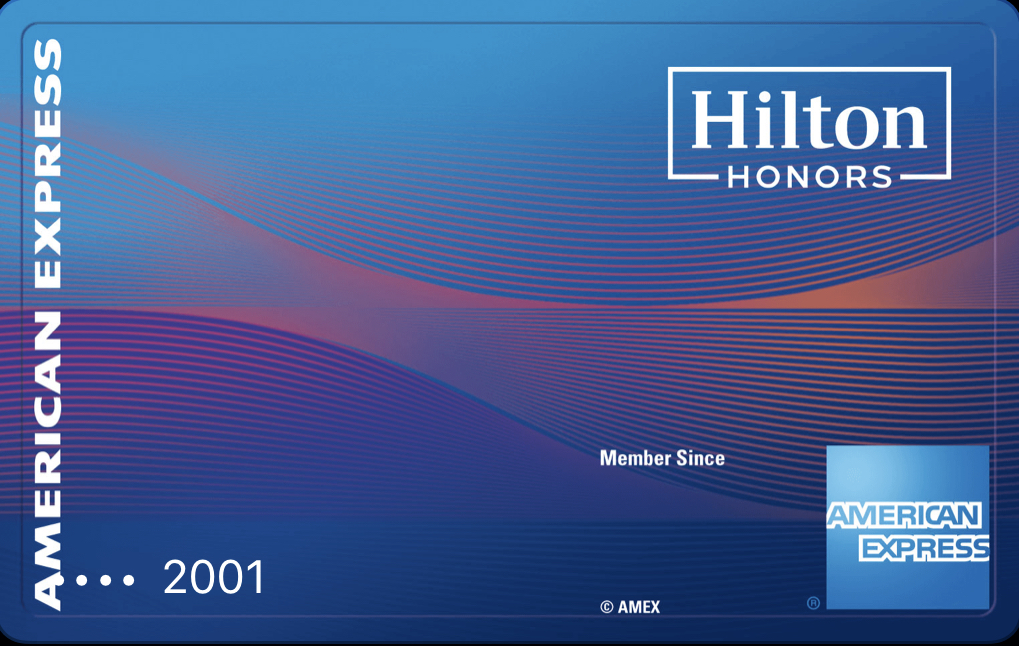 AMERICAN EXPRESS
Hilton
HONORS
Member Since
AMERICAN
EXPRESS
•••• 2001
© AMEX
®